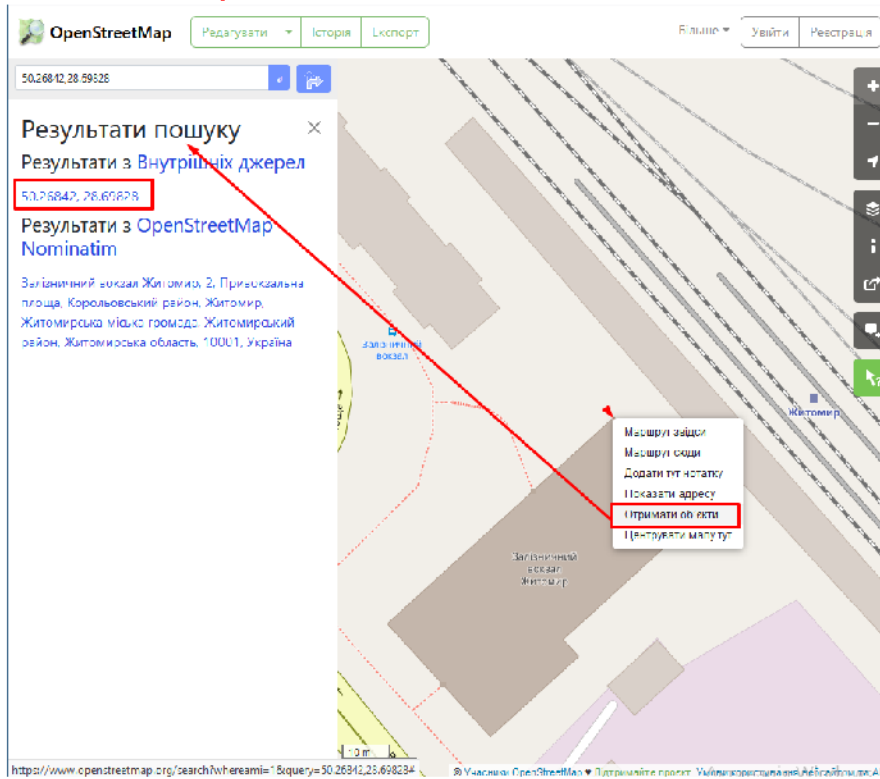 OpenStreetMap
Редагувати
Історія
Експорт
Більше
Увійти
Реєстрація
50.26842,28.69828
Результати пошуку
Результати з Внутрішніх джерел
50.26842, 28.69828
Результати з OpenStreetMap
Nominatim
Залізничний вокзал Житомир, 2, Привокзальна
площа, Корольовський район, Житомир,
Житомирська міська громада, Житомирський
район, Житомирська область, 10001, Україна
Залізничний
вокзал
Житомир
Маршрут звідси
Маршрут сюди
Додати тут нотатку
Показати адресу
Отримати об'єкти
Центрувати мапу тут
Залізничний
вокзал
Житомир
10 m
https://www.openstreetmap.org/search?whereami=1&query=50.26842,28.69828#
© Учасники OpenStreetMap ♥ Підтримайте проєкт.